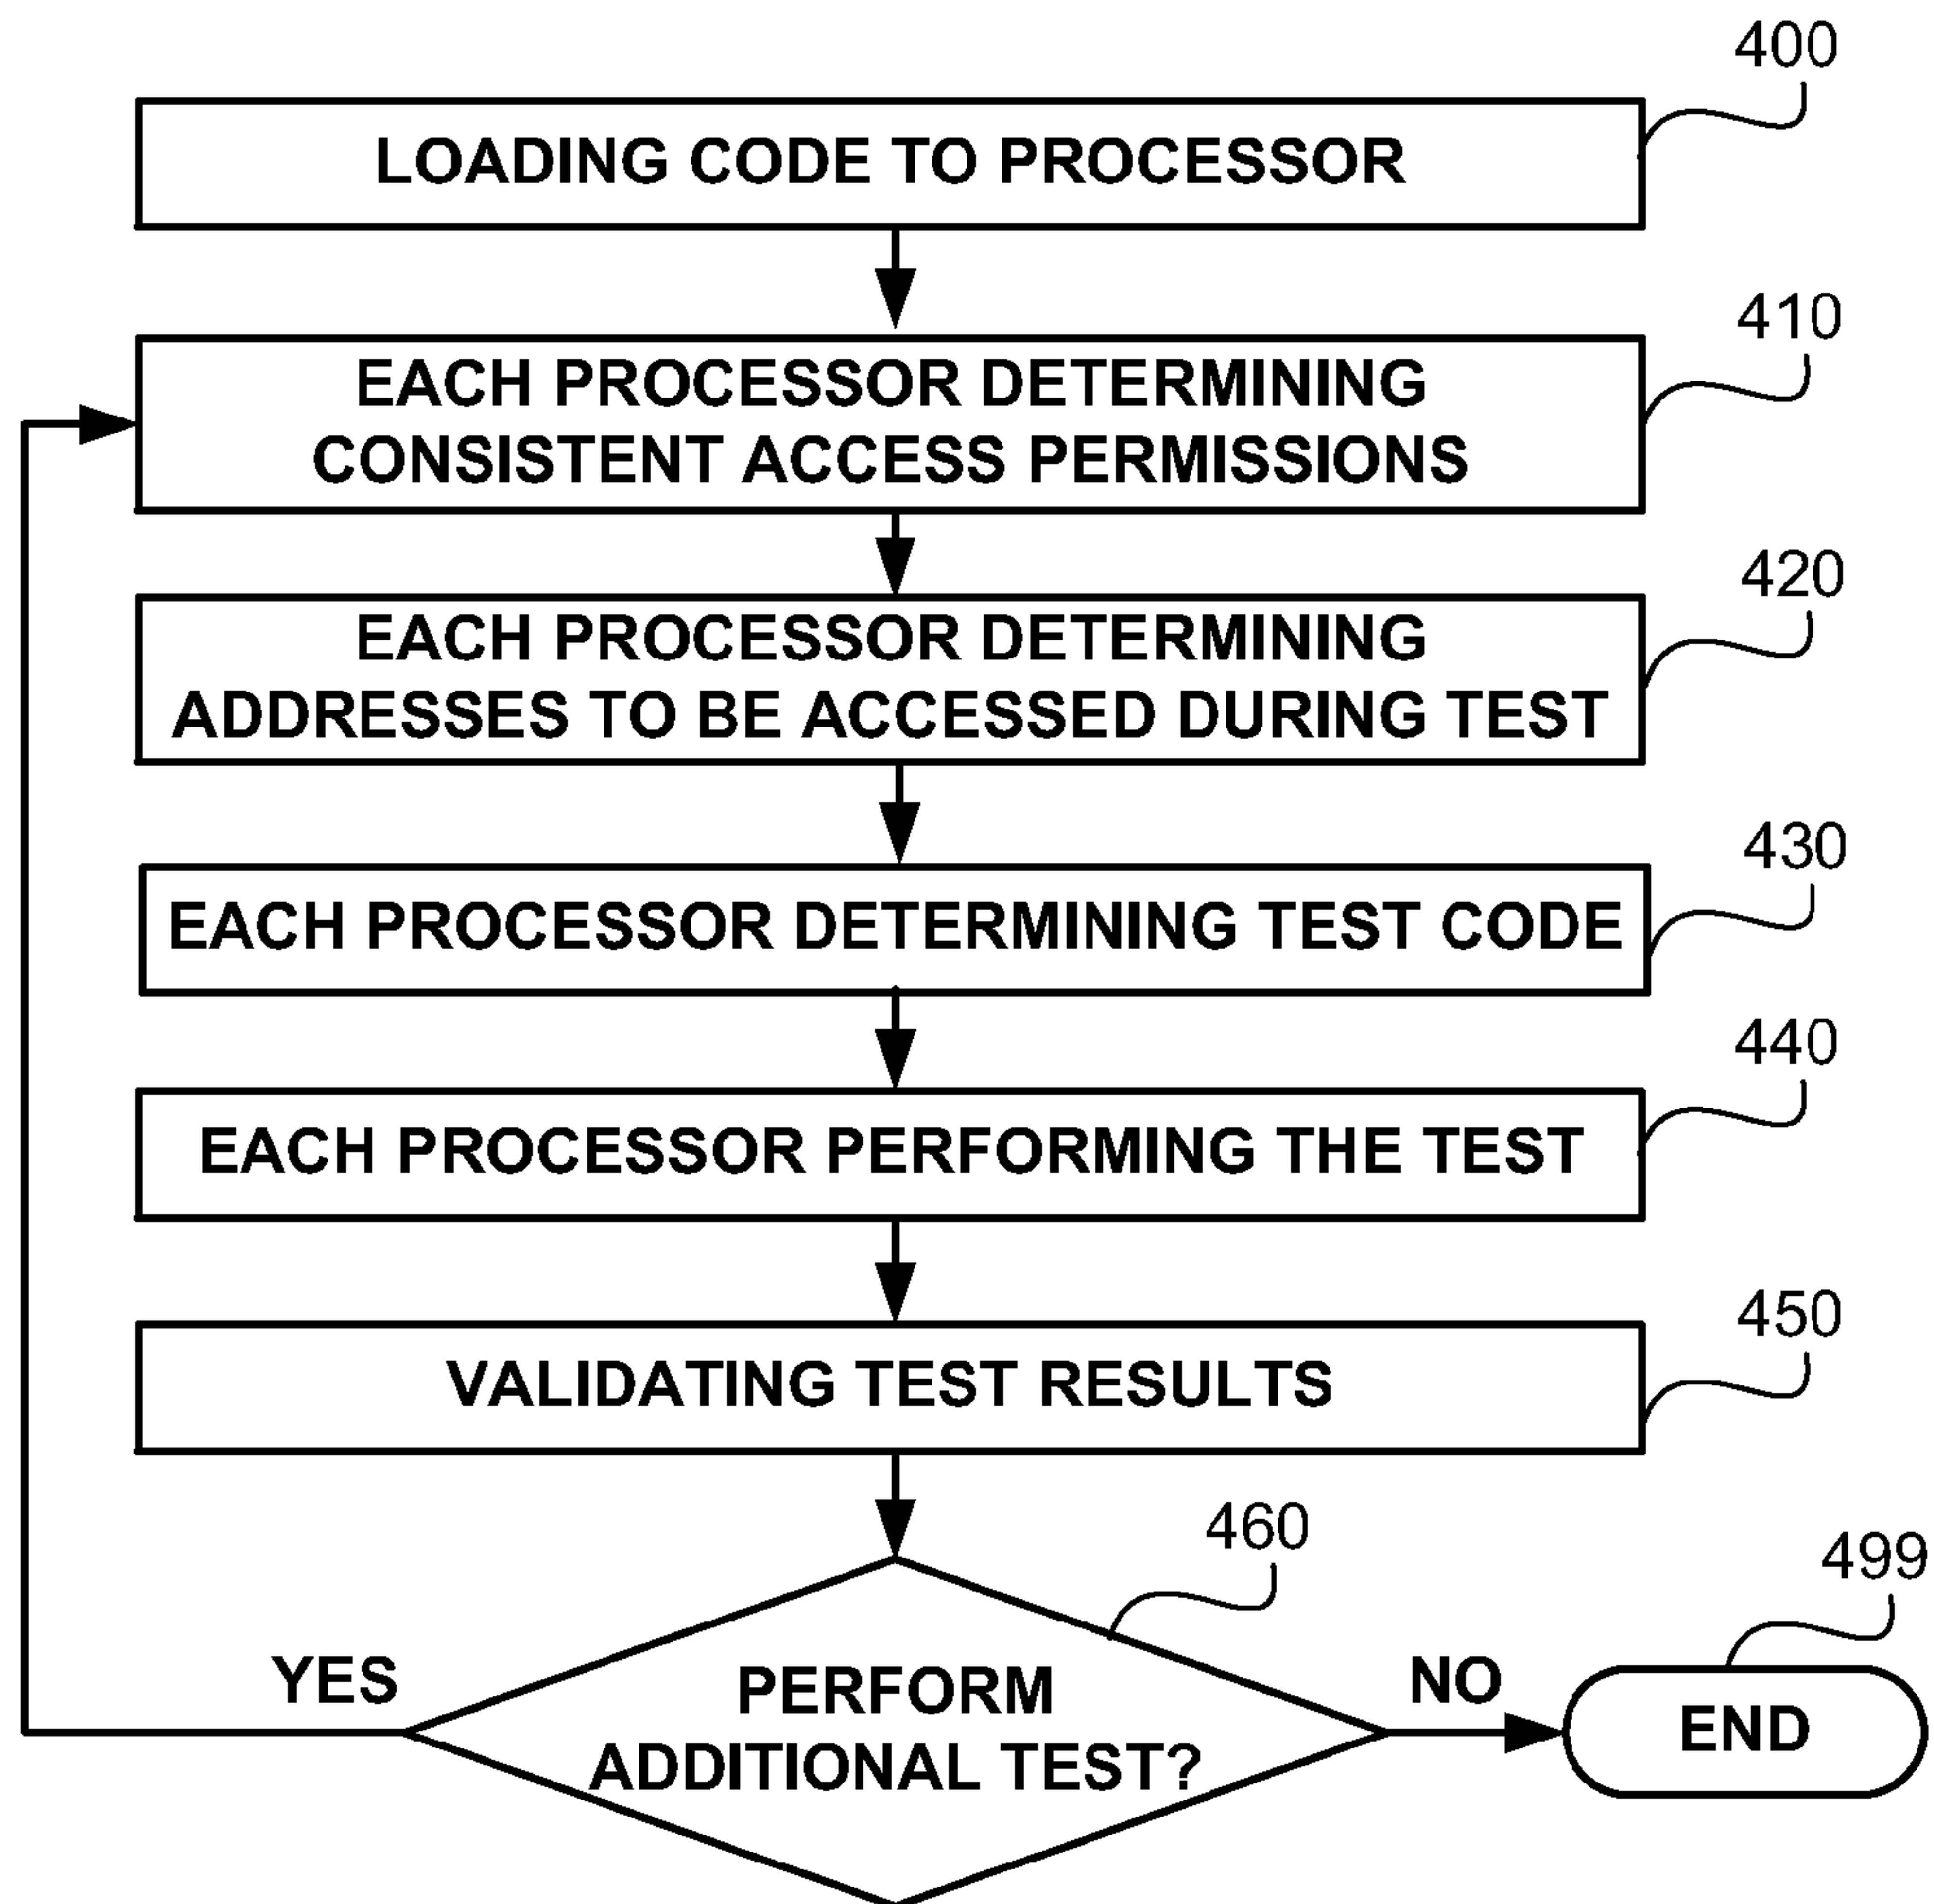 400
LOADING CODE TO PROCESSOR
410
EACH PROCESSOR DETERMINING
CONSISTENT ACCESS PERMISSIONS
420
EACH PROCESSOR DETERMINING
ADDRESSES TO BE ACCESSED DURING TEST
430
EACH PROCESSOR DETERMINING TEST CODE
440
EACH PROCESSOR PERFORMING THE TEST
450
VALIDATING TEST RESULTS
460
499
YES
PERFORM
ADDITIONAL TEST?
NO
END